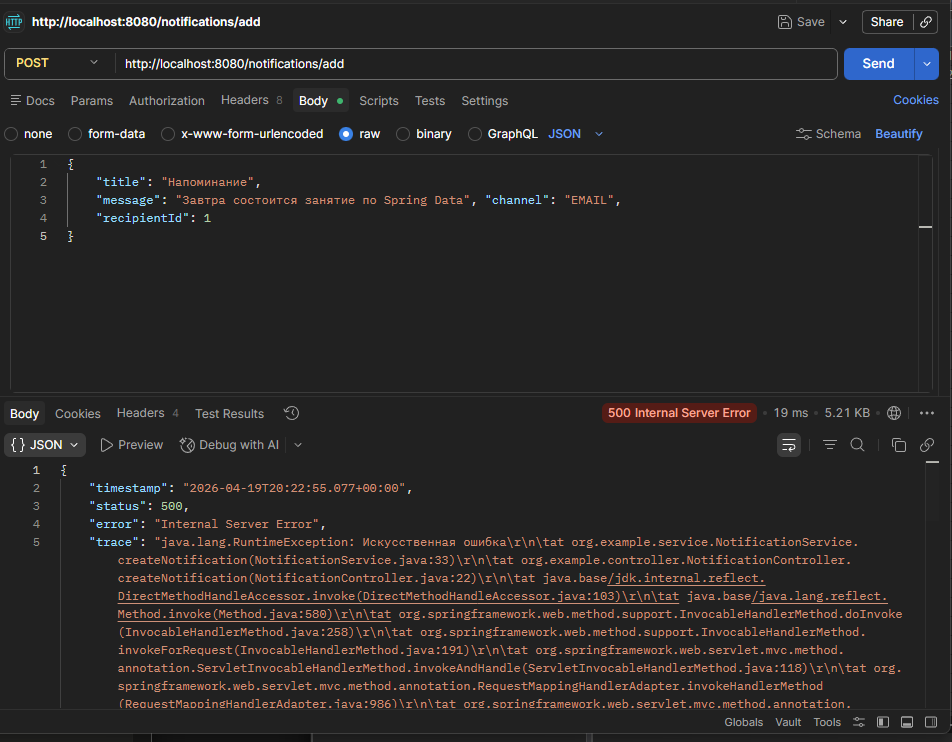 HTTP http://localhost:8080/notifications/add Save Share
POST http://localhost:8080/notifications/add Send
Docs Params Authorization Headers 8 Body Scripts Tests Settings Cookies
none form-data x-www-form-urlencoded raw binary GraphQL JSON Schema Beautify
1 {
2 "title": "Напоминание",
3 "message": "Завтра состоится занятие по Spring Data", "channel": "EMAIL",
4 "recipientId": 1
5 }
Body Cookies Headers 4 Test Results 500 Internal Server Error • 19 ms • 5.21 KB •
{} JSON Preview Debug with AI
1 {
2 "timestamp": "2026-04-19T20:22:55.077+00:00",
3 "status": 500,
4 "error": "Internal Server Error",
5 "trace": "java.lang.RuntimeException: Искусственная ошибка\r\n\tat org.example.service.NotificationService.
createNotification(NotificationService.java:33)\r\n\tat org.example.controller.NotificationController.
createNotification(NotificationController.java:22)\r\n\tat java.base/jdk.internal.reflect.
DirectMethodHandleAccessor.invoke(DirectMethodHandleAccessor.java:103)\r\n\tat java.base/java.lang.reflect.
Method.invoke(Method.java:580)\r\n\tat org.springframework.web.method.support.InvocableHandlerMethod.doInvoke
(InvocableHandlerMethod.java:258)\r\n\tat org.springframework.web.method.support.InvocableHandlerMethod.
invokeForRequest(InvocableHandlerMethod.java:191)\r\n\tat org.springframework.web.servlet.mvc.method.
annotation.ServletInvocableHandlerMethod.invokeAndHandle(ServletInvocableHandlerMethod.java:118)\r\n\tat org.
springframework.web.servlet.mvc.method.annotation.RequestMappingHandlerAdapter.invokeHandlerMethod
(RequestMappingHandlerAdapter.java:986)\r\n\tat org.springframework.web.servlet.mvc.method.annotation.
Globals Vault Tools